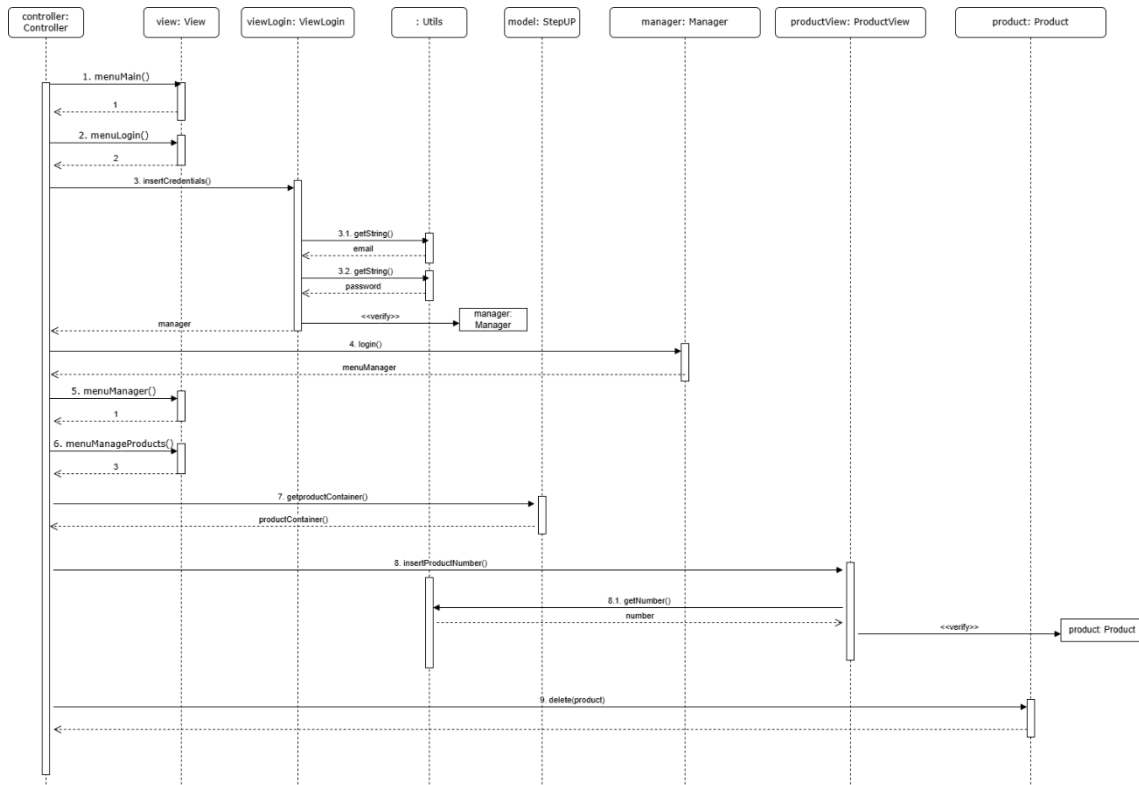 controller:
Controller
view: View
viewLogin: ViewLogin
: Utils
model: StepUP
manager: Manager
productView: ProductView
product: Product
1. menuMain()
1
2. menuLogin()
2
3. insertCredentials()
3.1. getString()
email
3.2. getString()
password
<<verify>>
manager:
Manager
manager
4. login()
menuManager
5. menuManager()
1
6. menuManageProducts()
3
7. getproductContainer()
productContainer()
8. insertProductNumber()
8.1. getNumber()
number
<<verify>>
product: Product
9. delete(product)